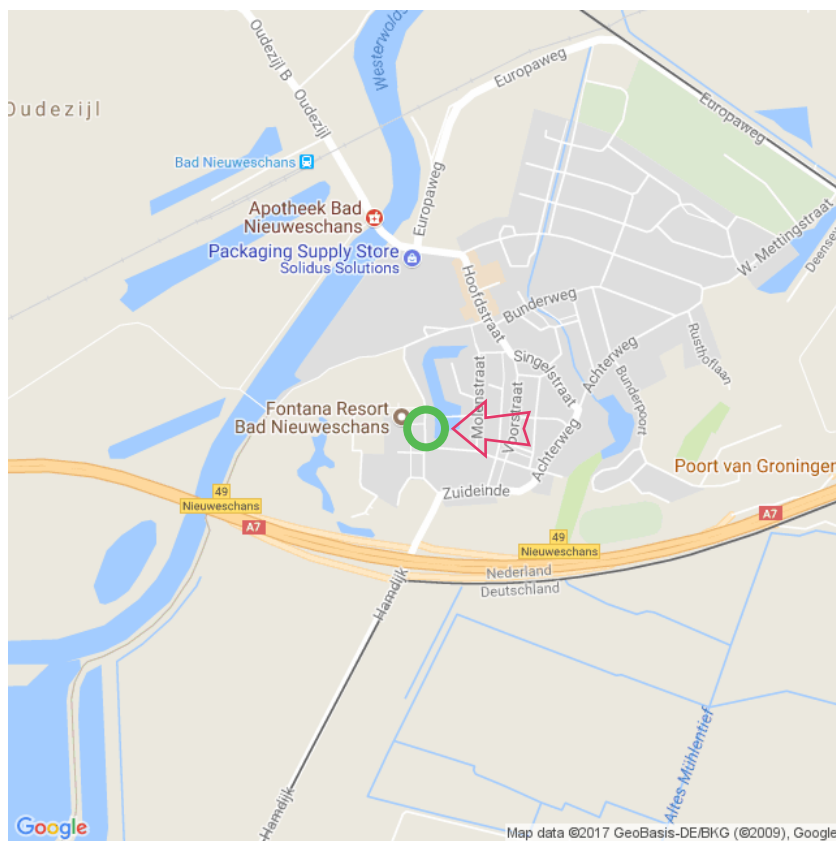 Oudezijl B
Oudezijl
Westerwolds
Europaweg
Oudezijl
Europaweg
Bad Nieuweschans
Apotheek Bad
Nieuweschans
Europaweg
W. Mettingstraat
Packaging Supply Store
Solidus Solutions
Hoofdstraat
Bunderweg
Singelstraat
Achterweg
Rusthoflaan
Bunderpoort
Molenstraat
Voorstraat
Fontana Resort
Bad Nieuweschans
Achterweg
Poort van Groningen
Zuideinde
49
Nieuweschans
A7
A7
49
Nieuweschans
Nederland
Deutschland
Hamdijk
Altes Mühlentief
Hamdijk
Google
Map data ©2017 GeoBasis-DE/BKG (©2009), Google